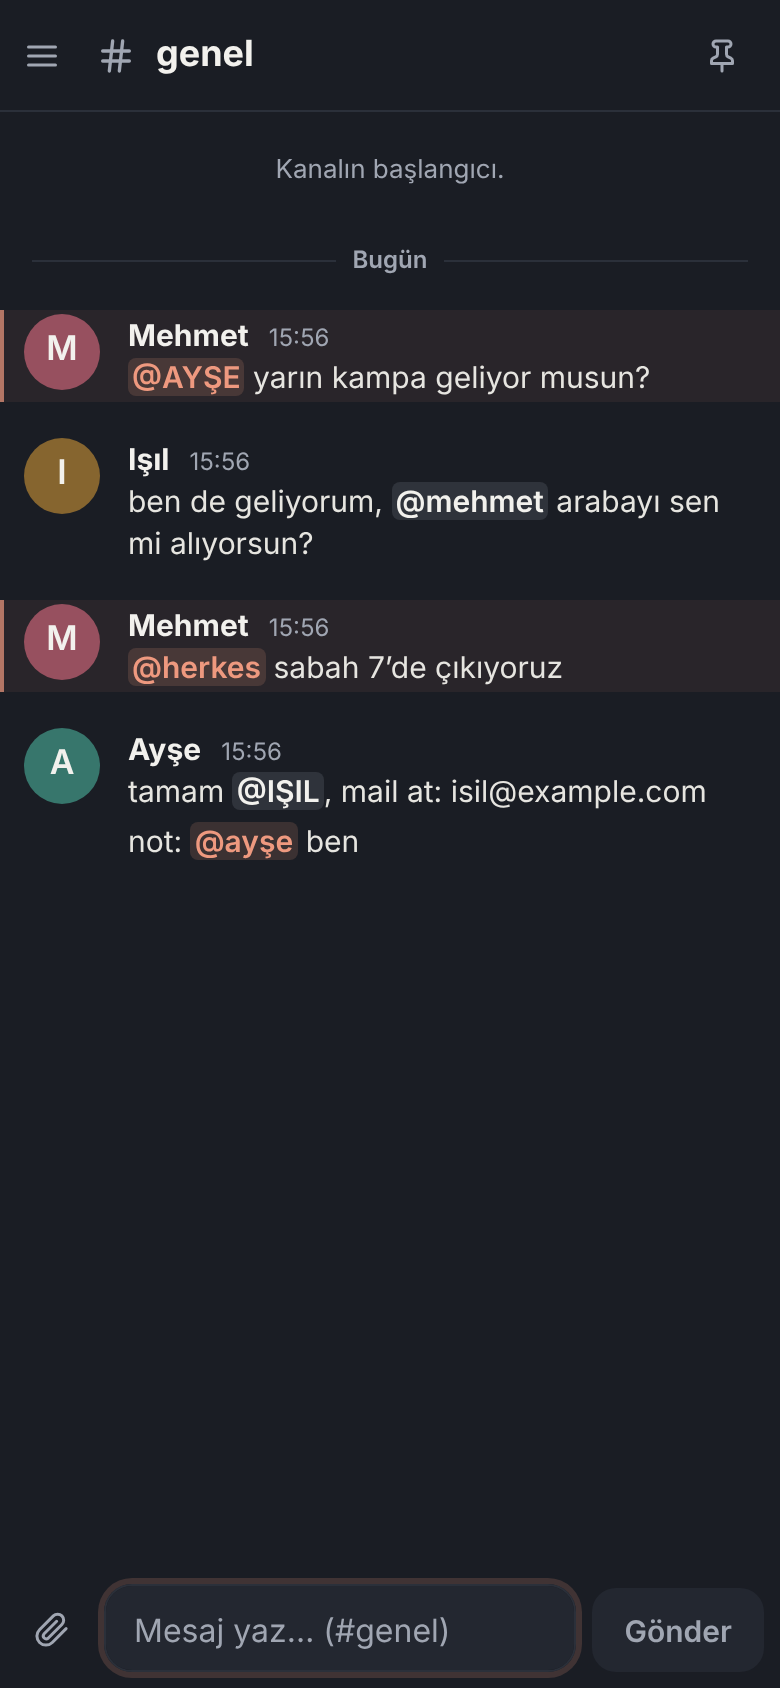 # genel
Kanalın başlangıcı.
Bugün
M
Mehmet 15:56
@AYŞE yarın kampa geliyor musun?
I
Işıl 15:56
ben de geliyorum, @mehmet arabayı sen
mi alıyorsun?
M
Mehmet 15:56
@herkes sabah 7’de çıkıyoruz
A
Ayşe 15:56
tamam @IŞIL, mail at: isil@example.com
not: @ayşe ben
Mesaj yaz... (#genel)
Gönder